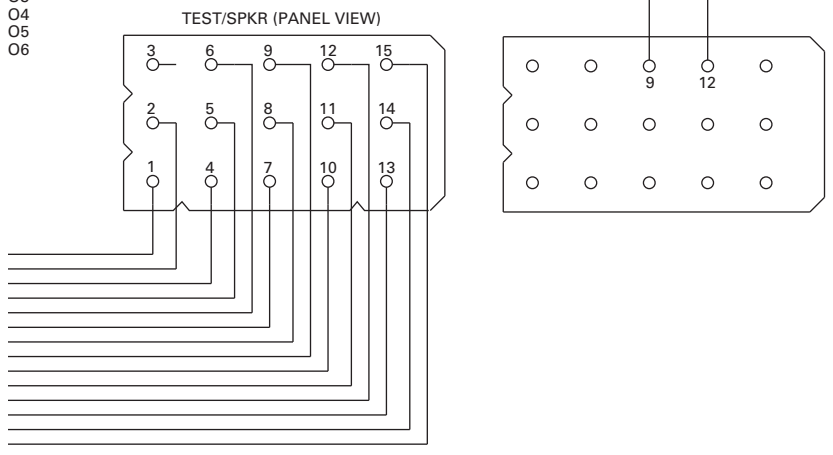 O4
O5
O6
TEST/SPKR (PANEL VIEW)
3 6 9 12 15
2 5 8 11 14
1 4 7 10 13
9 12